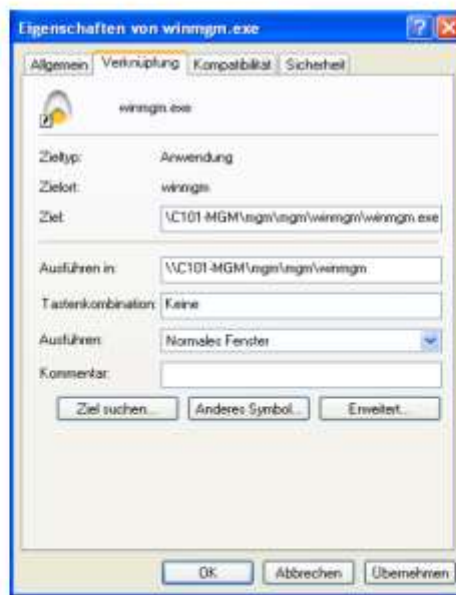 Eigenschaften von winmgm.exe
Allgemein Verknüpfung Kompatibilität Sicherheit
winmgm.exe
Zieltyp: Anwendung
Zielort: winmgm
Ziel: \C101-MGM\mgm\mgm\winmgm\winmgm.exe
Ausführen in: \\C101-MGM\mgm\mgm\winmgm
Tastenkombination: Keine
Ausführen: Normales Fenster
Kommentar:
Ziel suchen... Anderes Symbol... Erweitert...
OK Abbrechen Übernehmen